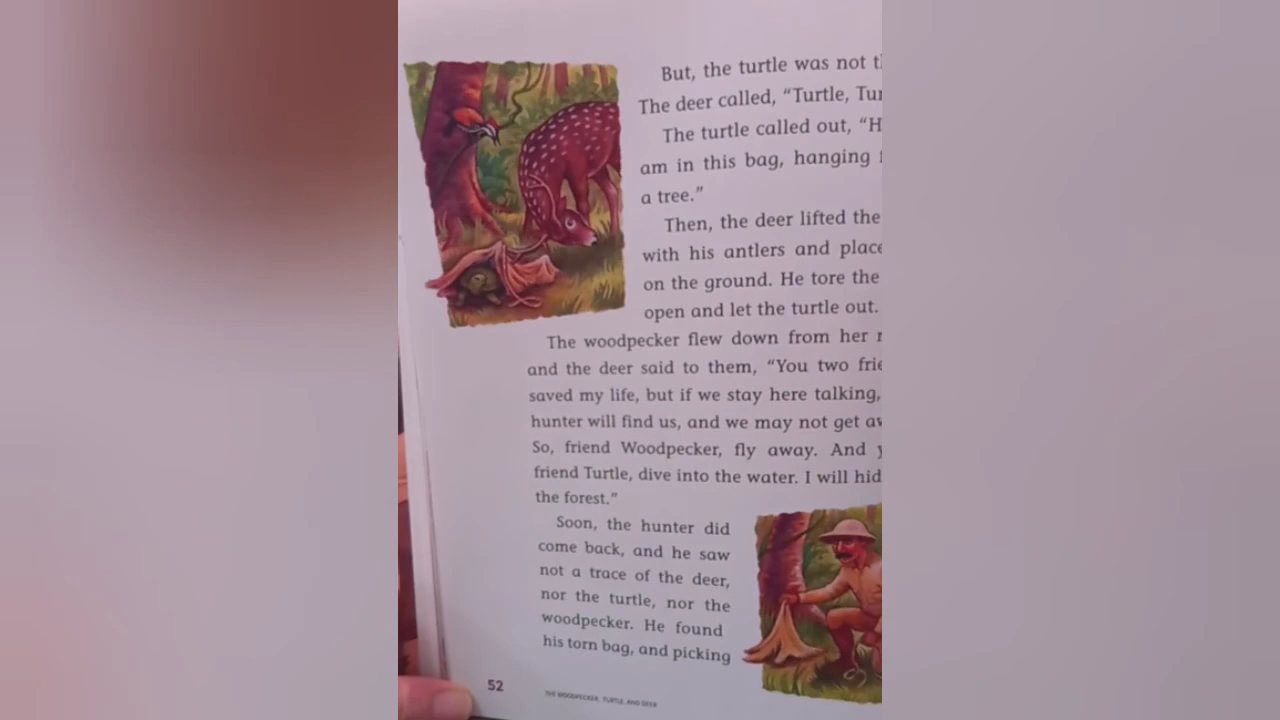 But, the turtle was not
The deer called, “Turtle,
The turtle called out,
am in this bag, hanging
a tree.”
Then, the deer lifted the
with his antlers and
on the ground. He tore the
open and let the turtle out.
The woodpecker flew down from her
and the deer said to them, “You two
saved my life, but if we stay here talking,
hunter will find us, and we may not get
So, friend Woodpecker, fly away. And
friend Turtle, dive into the water. I will
the forest.”
Soon, the hunter did
come back, and he saw
not a trace of the deer,
nor the turtle, nor the
woodpecker. He found
his torn bag, and picking
52
THE WOODPECKER, TURTLE, AND DEER